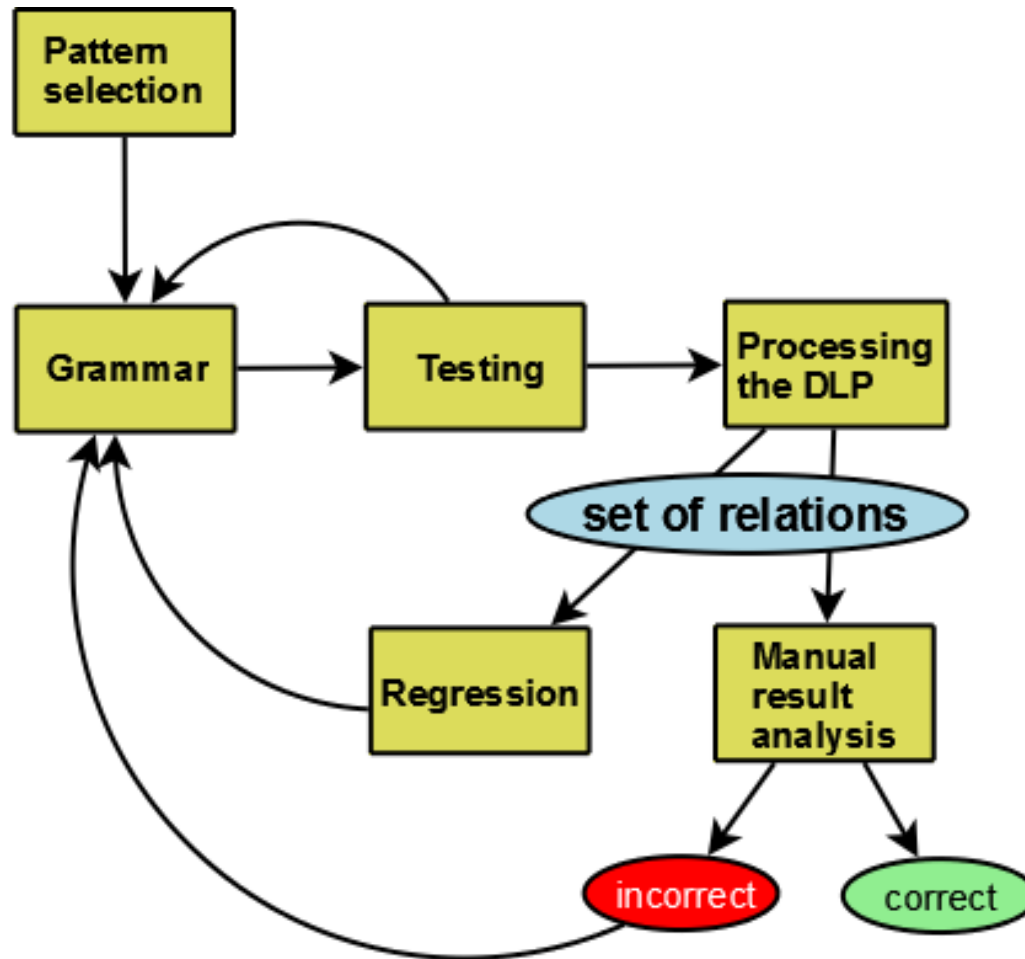 Pattern
selection
Grammar
Testing
Processing
the DLP
set of relations
Regression
Manual
result
analysis
incorrect
correct